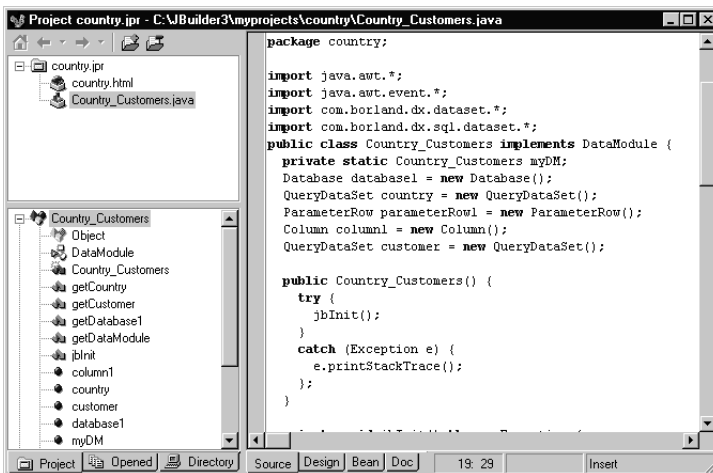 Project country.jpr - C:\JBuilder3\myprojects\country\Country_Customers.java
country.jpr
country.html
Country_Customers.java
Country_Customers
Object
DataModule
Country_Customers
getCountry
getCustomer
getDatabase1
getDataModule
jbInit
column1
country
customer
database1
myDM
Project Opened Directory
package country;
import java.awt.*;
import java.awt.event.*;
import com.borland.dx.dataset.*;
import com.borland.dx.sql.dataset.*;
public class Country_Customers implements DataModule {
private static Country_Customers myDM;
Database database1 = new Database();
QueryDataSet country = new QueryDataSet();
ParameterRow parameterRow1 = new ParameterRow();
Column column1 = new Column();
QueryDataSet customer = new QueryDataSet();
public Country_Customers() {
try {
jbInit();
}
catch (Exception e) {
e.printStackTrace();
};
}
Source Design Bean Doc 19: 29 Insert